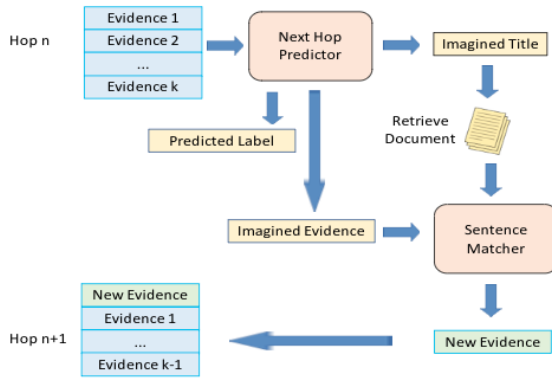 Hop n
Evidence 1
Evidence 2
...
Evidence k
Next Hop
Predictor
Imagined Title
Predicted Label
Retrieve
Document
Imagined Evidence
Sentence
Matcher
New Evidence
Hop n+1
New Evidence
Evidence 1
...
Evidence k-1